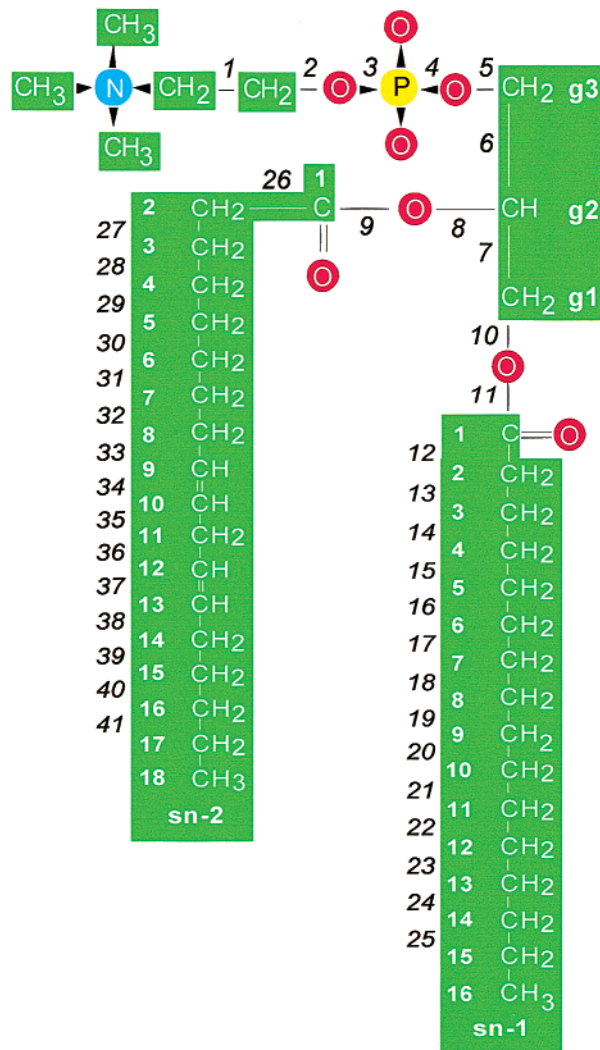 CH3
CH3 N CH2 1 CH2 2 O 3 P 4 O 5 CH2 g3
CH3
O
O
6
26 1
2 CH2 C 9 O 8 CH g2
27
3 CH2
O
7
28
4 CH2
CH2 g1
29
5 CH2
10
30
6 CH2
O
31
7 CH2
11
32
8 CH2
1 C O
33
12
9 CH
2 CH2
34
13
10 CH
3 CH2
35
14
11 CH2
4 CH2
36
15
12 CH
5 CH2
37
16
13 CH
6 CH2
38
17
14 CH2
7 CH2
39
18
15 CH2
8 CH2
40
19
16 CH2
9 CH2
41
20
17 CH2
10 CH2
18 CH3
21
sn-2
11 CH2
22
12 CH2
23
13 CH2
24
14 CH2
25
15 CH2
16 CH3
sn-1